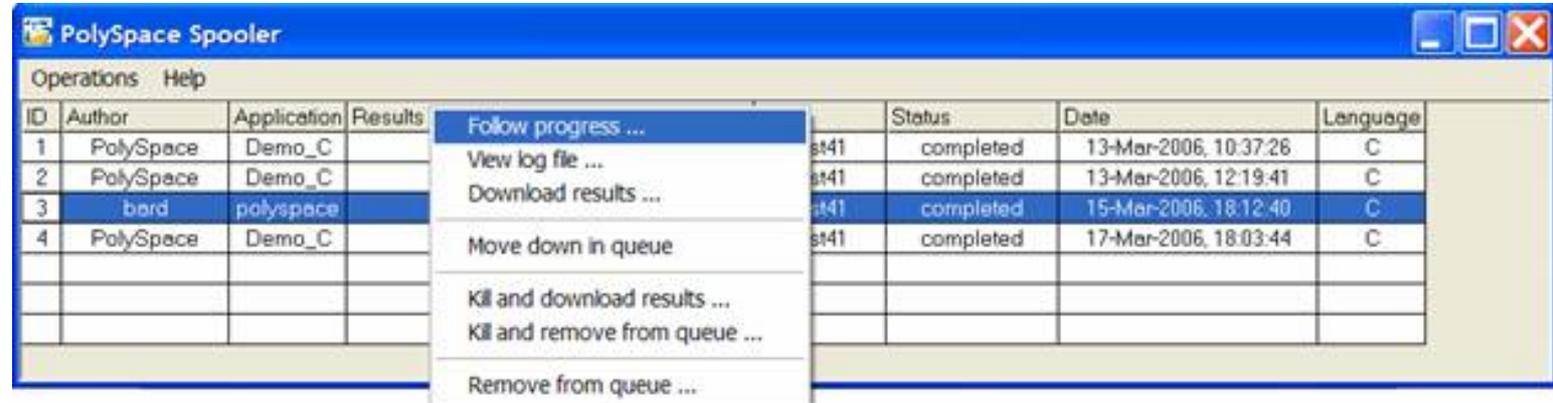 PolySpace Spooler
Operations Help
ID Author Application Results Status Date Language
1 PolySpace Demo_C st41 completed 13-Mar-2006, 10:37:26 C
2 PolySpace Demo_C st41 completed 13-Mar-2006, 12:19:41 C
3 bard polyspace st41 completed 15-Mar-2006, 18:12:40 C
4 PolySpace Demo_C st41 completed 17-Mar-2006, 18:03:44 C
Follow progress ...
View log file ...
Download results ...
Move down in queue
Kill and download results ...
Kill and remove from queue ...
Remove from queue ...